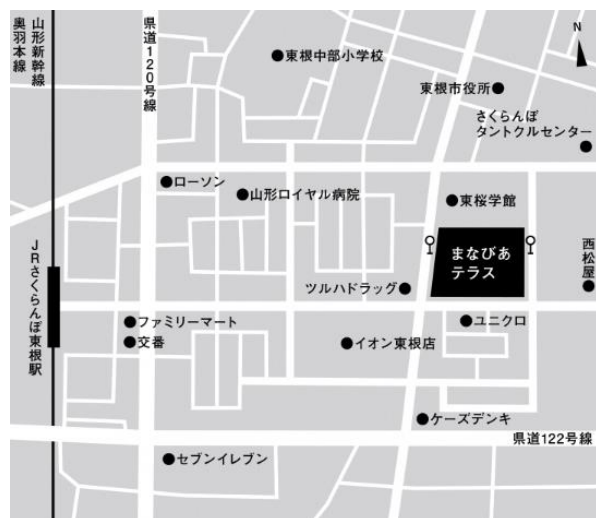 奥羽本線
山形新幹線
県道120号線
N
東根中部小学校
東根市役所
さくらんぼ
タントクルセンター
ローソン
山形ロイヤル病院
東桜学館
まなびあ
テラス
西松屋
JRさくらんぼ東根駅
ツルハドラッグ
ファミリーマート
ユニクロ
交番
イオン東根店
ケーズデンキ
県道122号線
セブンイレブン